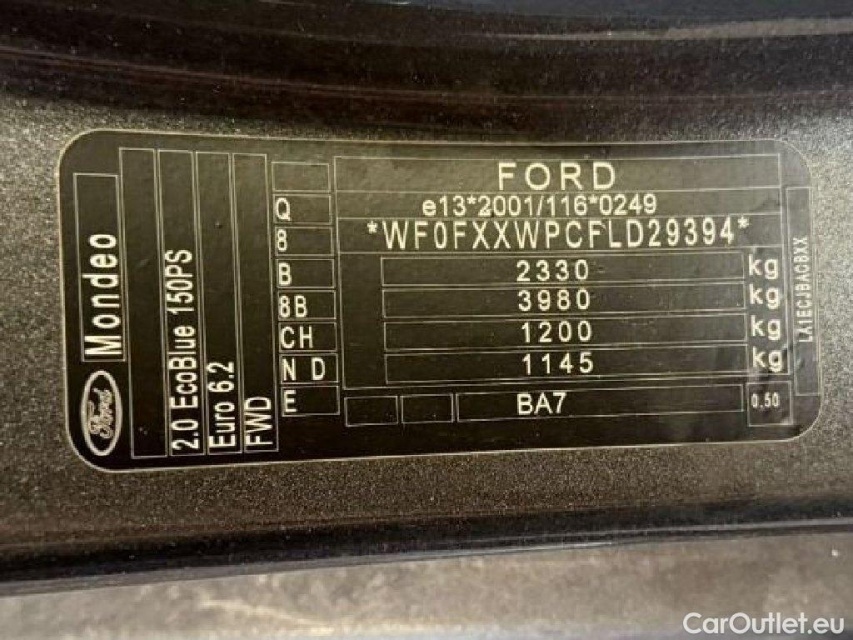 FORD
e13*2001/116*0249
*WF0FXXWPCFLD29394*
2330 kg
3980 kg
1200 kg
1145 kg
BA7 0,50
Q
8
B
8B
CH
N D
E
Ford
Mondeo
2.0 EcoBlue 150PS
Euro 6.2
FWD
LA1ECJBACBXX
CarOutlet.eu